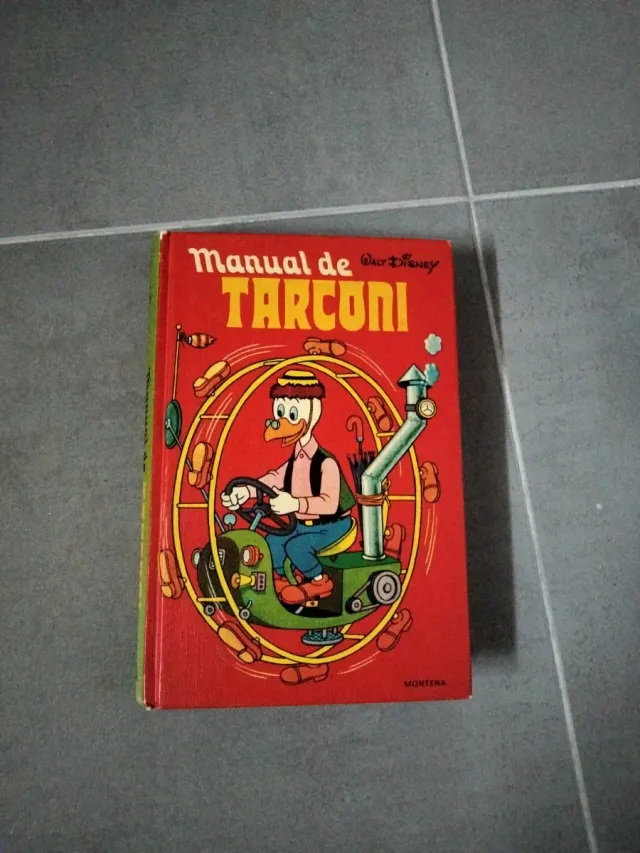 Manual de
WALT DISNEY
TARCONI
MONTENA